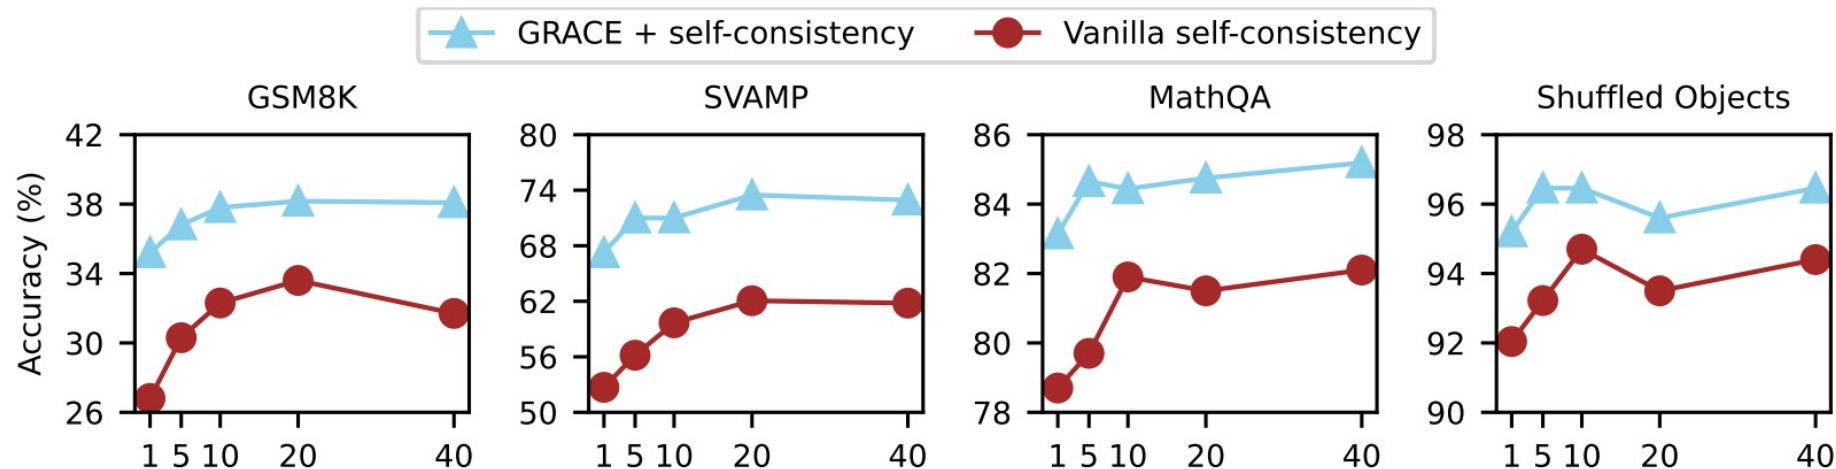 GRACE + self-consistency
Vanilla self-consistency
GSM8K
SVAMP
MathQA
Shuffled Objects
Accuracy (%)
42
38
34
30
26
1 5 10 20 40
80
74
68
62
56
50
1 5 10 20 40
86
84
82
80
78
1 5 10 20 40
98
96
94
92
90
1 5 10 20 40